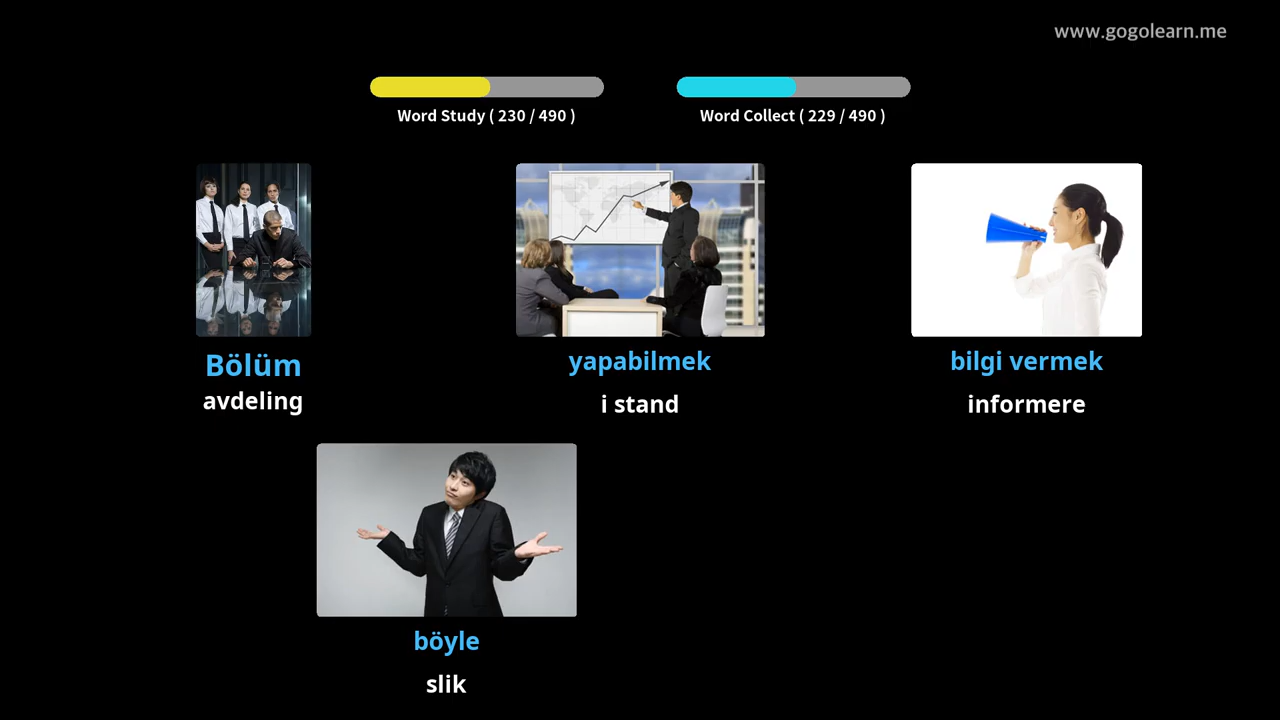 www.gogolearn.me
Word Study ( 230 / 490 )
Word Collect ( 229 / 490 )
Bölüm
avdeling
yapabilmek
i stand
bilgi vermek
informere
böyle
slik